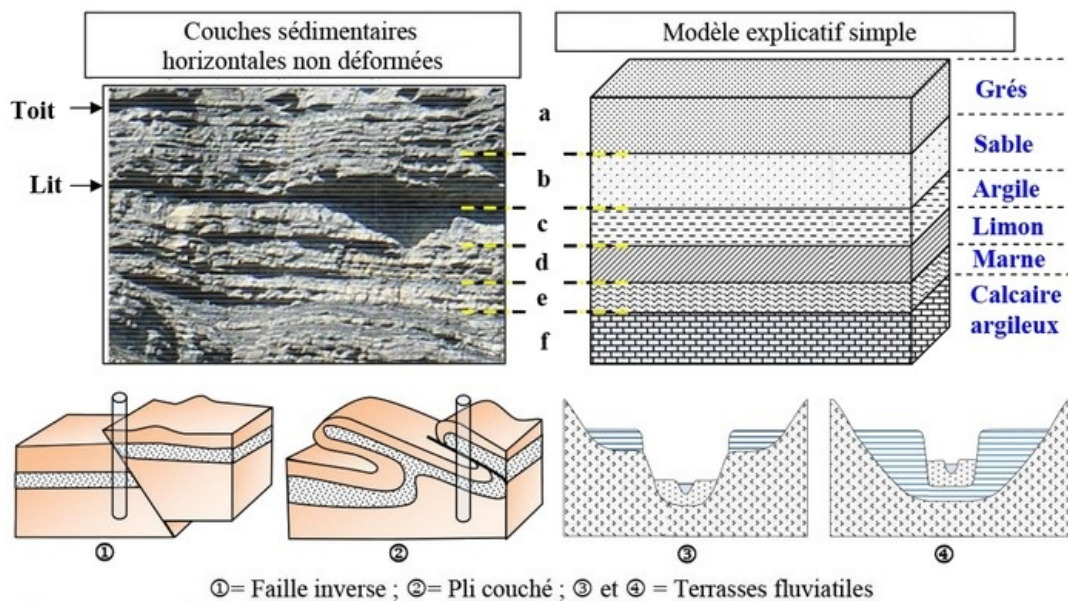 Couches sédimentaires
horizontales non déformées
Modèle explicatif simple
Toit
Lit
a
b
c
d
e
f
Grés
Sable
Argile
Limon
Marne
Calcaire
argileux
①
②
③
④
①= Faille inverse ; ②= Pli couché ; ③ et ④ = Terrasses fluviatiles